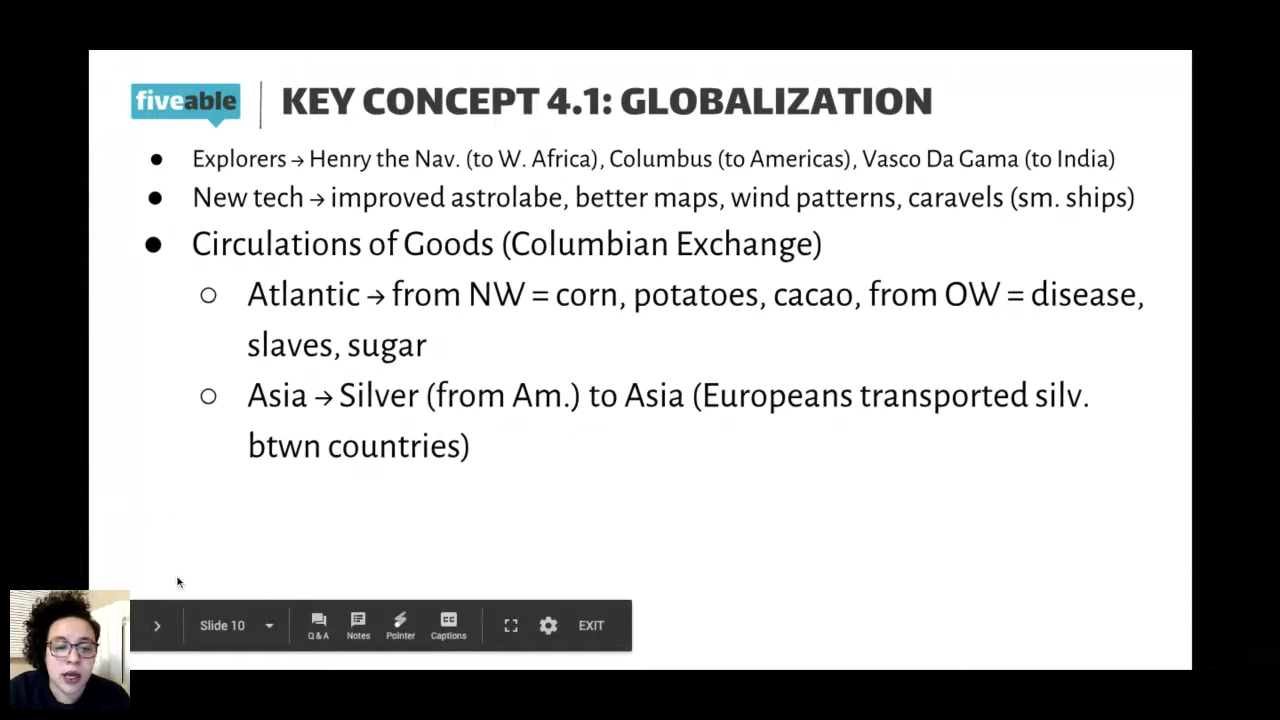 fiveable
KEY CONCEPT 4.1: GLOBALIZATION
● Explorers → Henry the Nav. (to W. Africa), Columbus (to Americas), Vasco Da Gama (to India)
● New tech → improved astrolabe, better maps, wind patterns, caravels (sm. ships)
● Circulations of Goods (Columbian Exchange)
○ Atlantic → from NW = corn, potatoes, cacao, from OW = disease,
slaves, sugar
○ Asia → Silver (from Am.) to Asia (Europeans transported silv.
btwn countries)
Slide 10
Q & A
Notes
Pointer
CC
Captions
EXIT